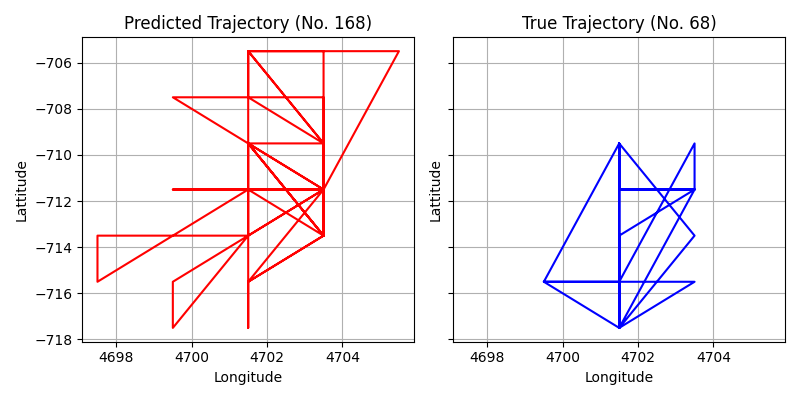 Predicted Trajectory (No. 168)
True Trajectory (No. 68)
−706
−708
−710
−712
−714
−716
−718
Lattitude
Lattitude
4698
4700
4702
4704
4698
4700
4702
4704
Longitude
Longitude